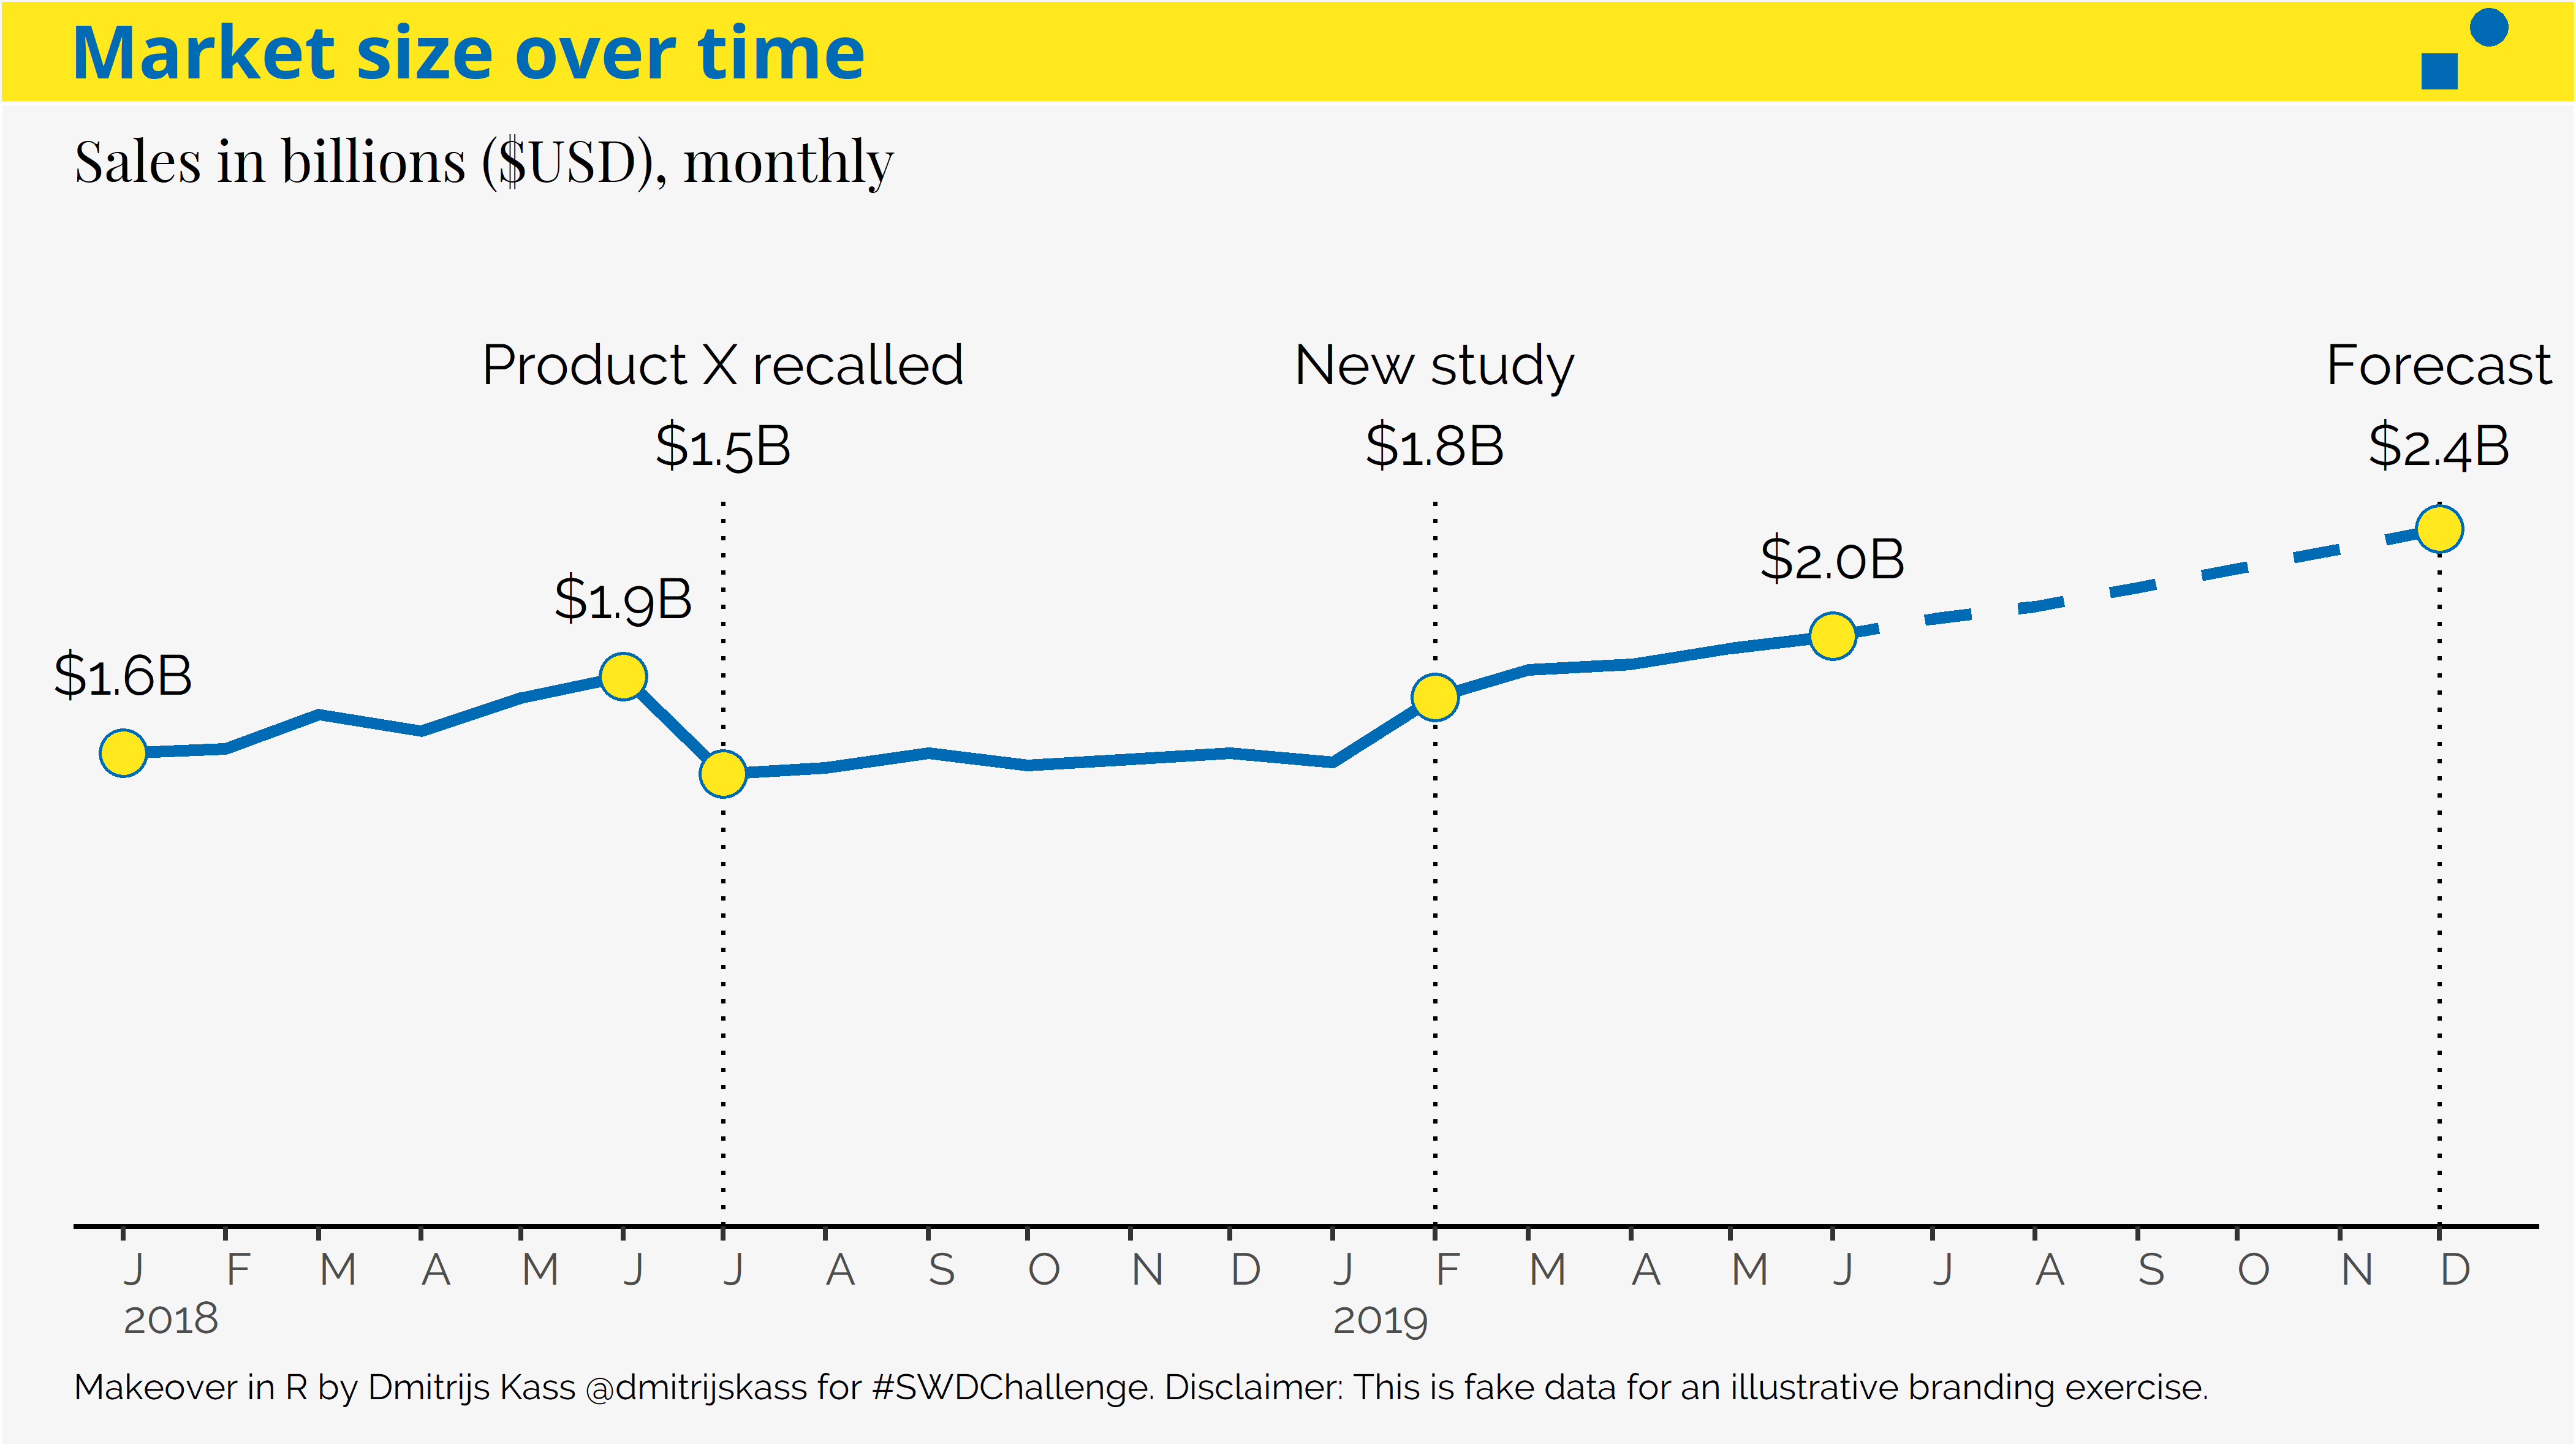 Market size over time
Sales in billions ($USD), monthly
Product X recalled
$1.5B
New study
$1.8B
Forecast
$2.4B
$1.6B
$1.9B
$2.0B
J F M A M J J A S O N D J F M A M J J A S O N D
2018 2019
Makeover in R by Dmitrijs Kass @dmitrijskass for #SWDChallenge. Disclaimer: This is fake data for an illustrative branding exercise.